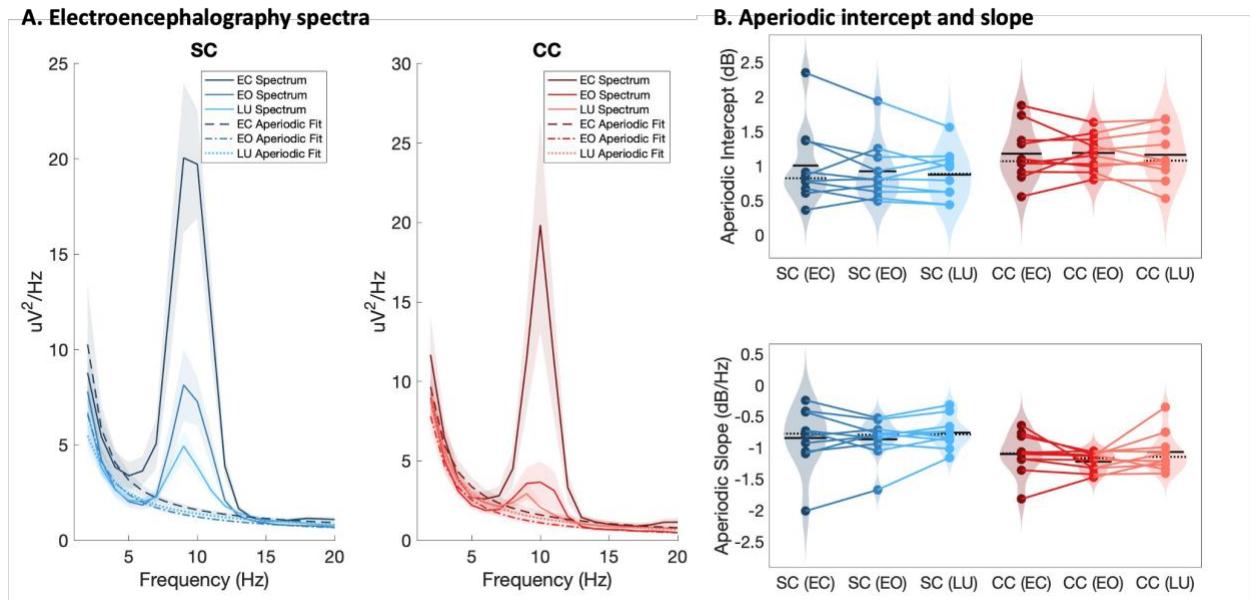 A. Electroencephalography spectra
SC
25
20
15
10
5
0
uV²/Hz
5 10 15 20
Frequency (Hz)
EC Spectrum
EO Spectrum
LU Spectrum
EC Aperiodic Fit
EO Aperiodic Fit
LU Aperiodic Fit
CC
30
25
20
15
10
5
0
uV²/Hz
5 10 15 20
Frequency (Hz)
EC Spectrum
EO Spectrum
LU Spectrum
EC Aperiodic Fit
EO Aperiodic Fit
LU Aperiodic Fit
B. Aperiodic intercept and slope
Aperiodic Intercept (dB)
2.5
2
1.5
1
0.5
0
SC (EC) SC (EO) SC (LU) CC (EC) CC (EO) CC (LU)
Aperiodic Slope (dB/Hz)
0.5
0
-0.5
-1
-1.5
-2
-2.5
SC (EC) SC (EO) SC (LU) CC (EC) CC (EO) CC (LU)